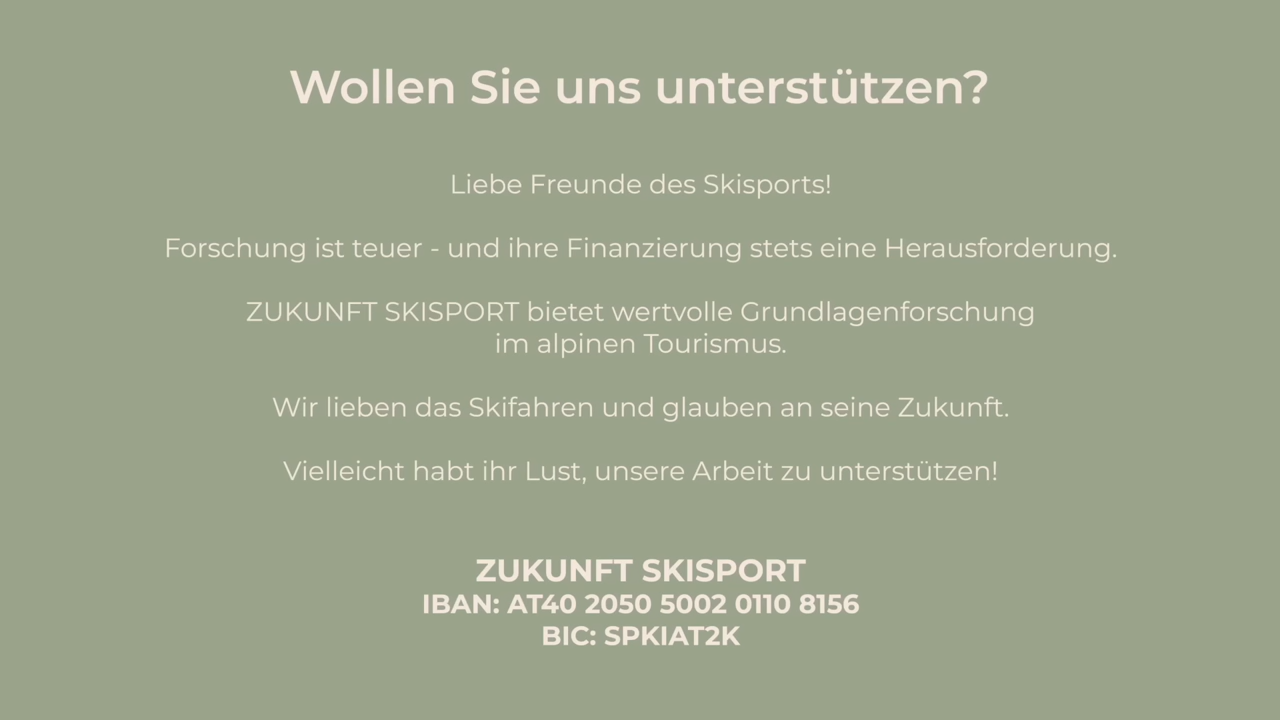 Wollen Sie uns unterstützen?
Liebe Freunde des Skisports!
Forschung ist teuer - und ihre Finanzierung stets eine Herausforderung.
ZUKUNFT SKISPORT bietet wertvolle Grundlagenforschung
im alpinen Tourismus.
Wir lieben das Skifahren und glauben an seine Zukunft.
Vielleicht habt ihr Lust, unsere Arbeit zu unterstützen!
ZUKUNFT SKISPORT
IBAN: AT40 2050 5002 0110 8156
BIC: SPKIAT2K